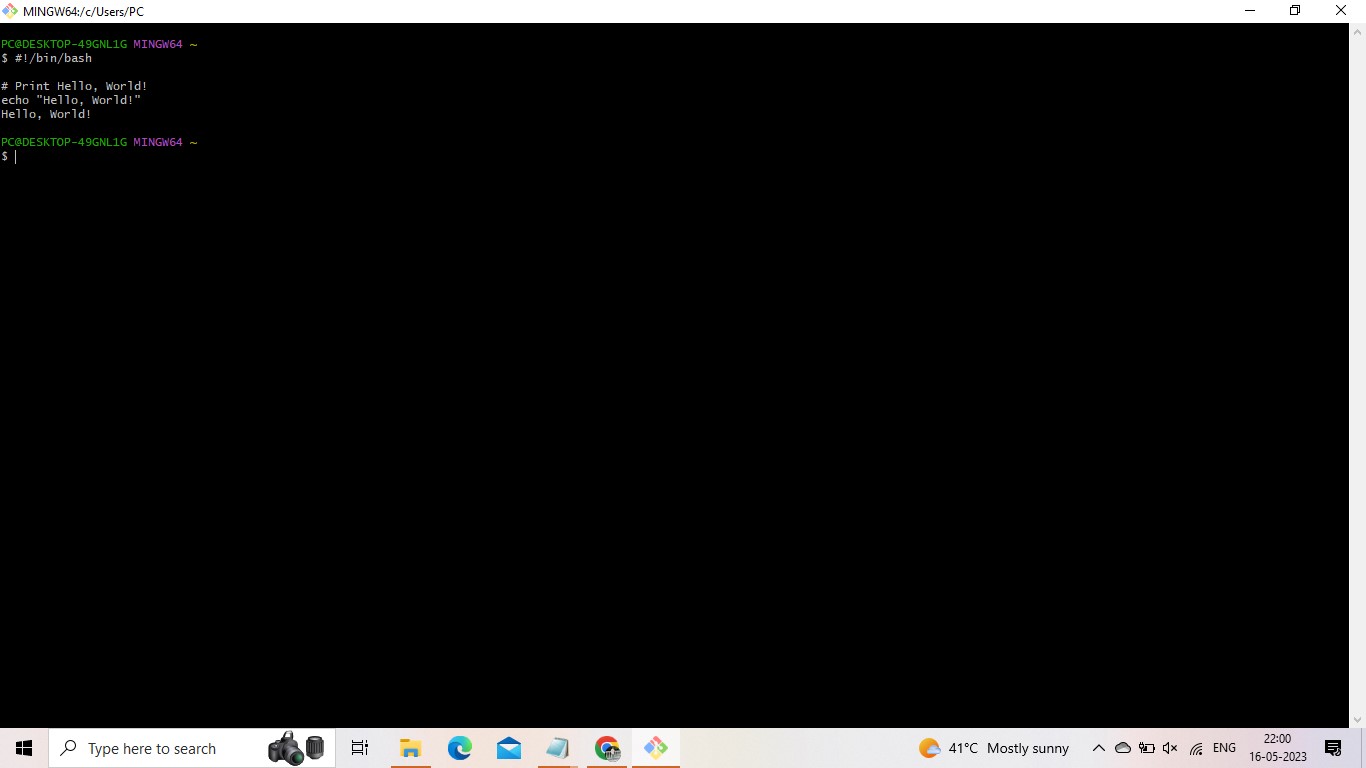 MINGW64:/c/Users/PC
PC@DESKTOP-49GNL1G MINGW64 ~
$ #!/bin/bash
# Print Hello, World!
echo "Hello, World!"
Hello, World!
PC@DESKTOP-49GNL1G MINGW64 ~
$
Type here to search
41°C Mostly sunny
ENG
22:00
16-05-2023